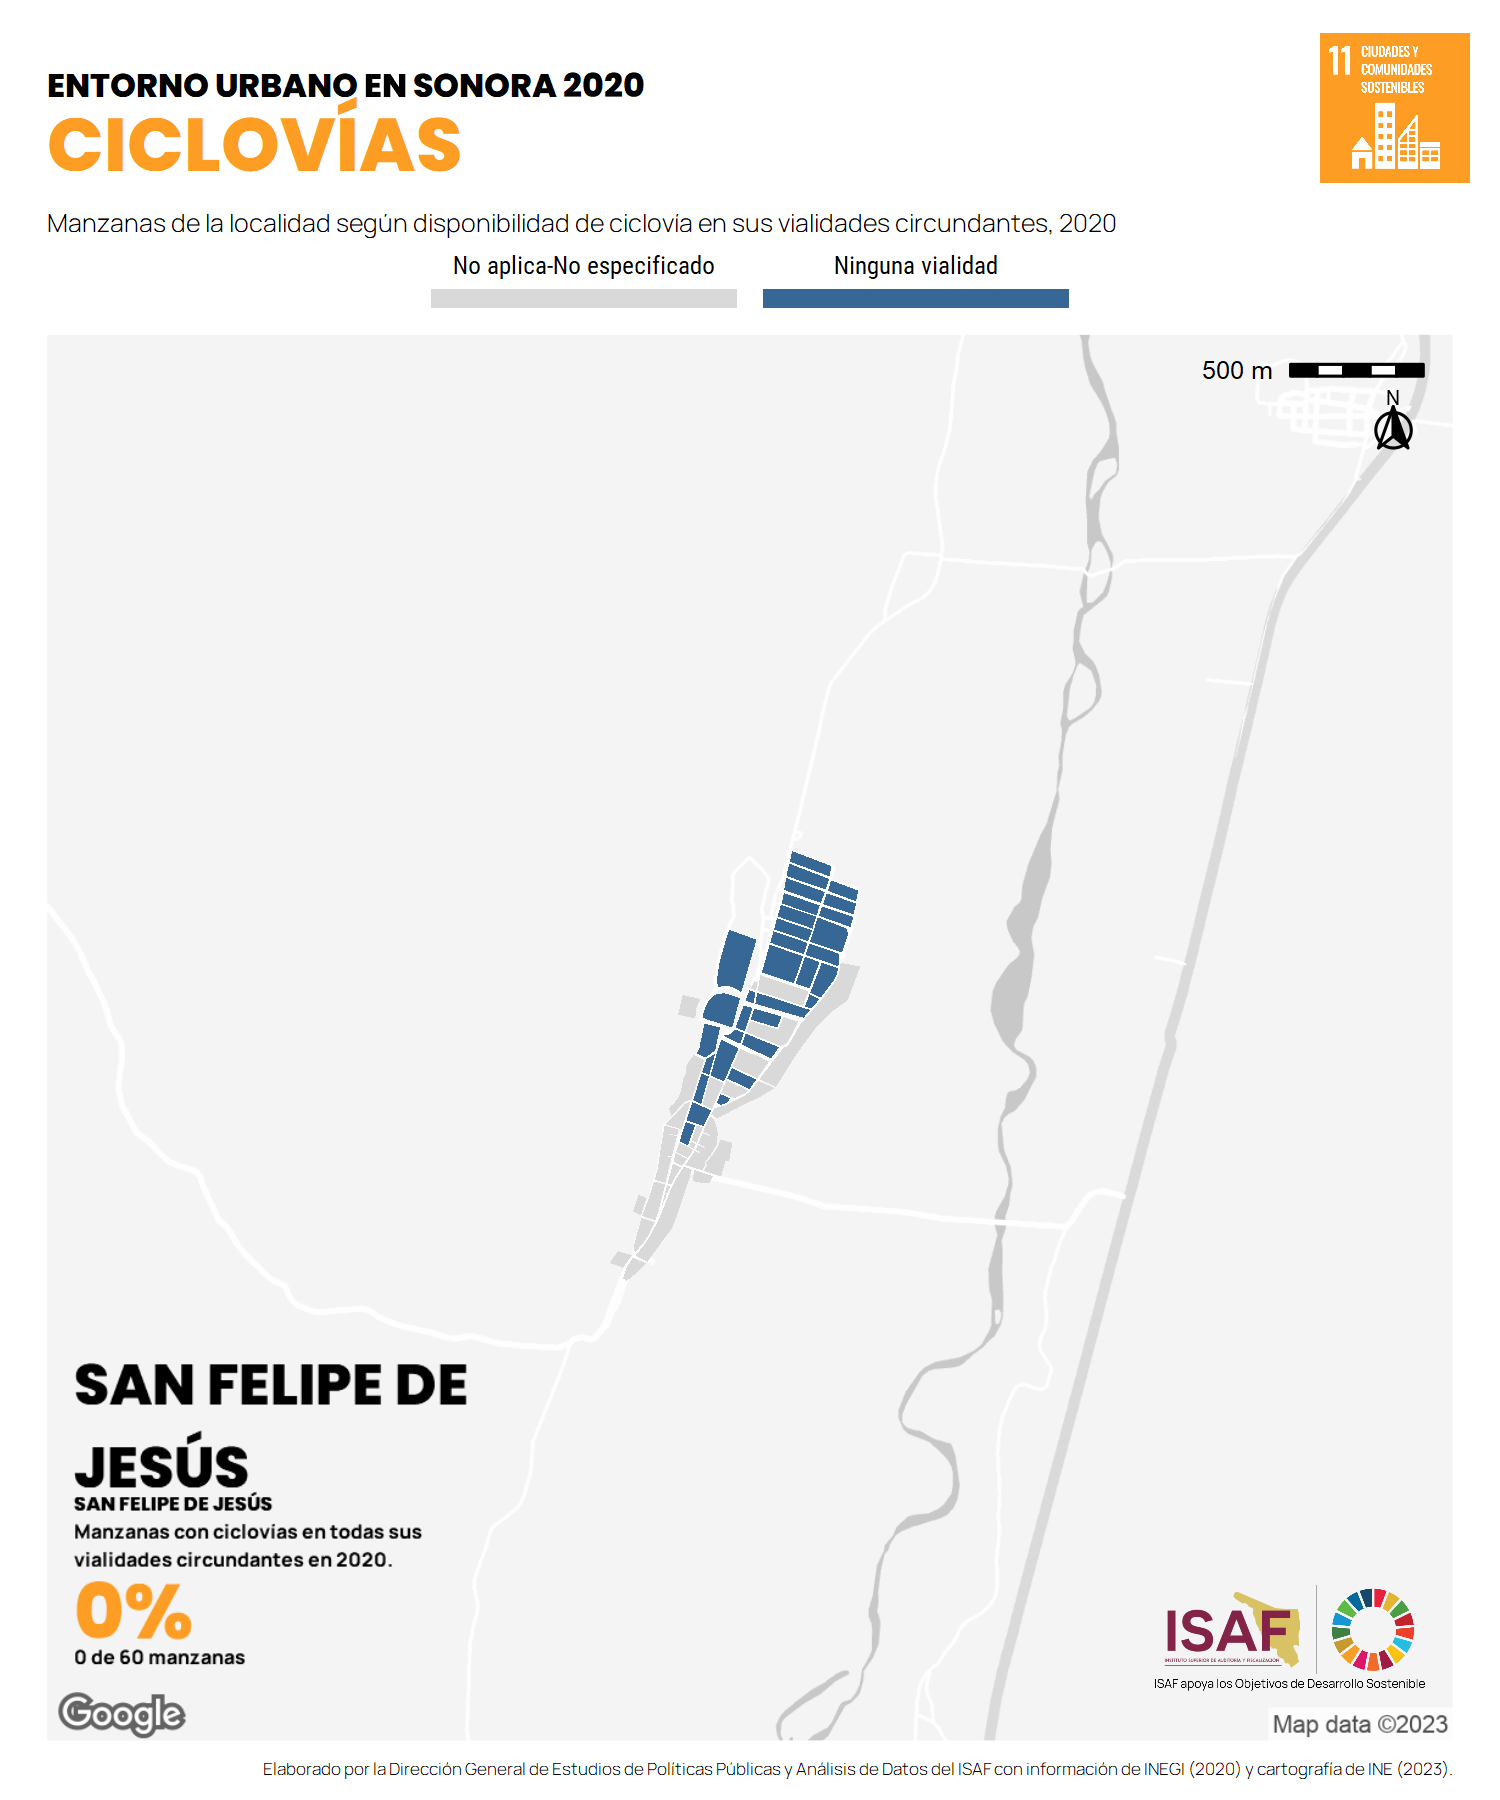 ENTORNO URBANO EN SONORA 2020
CICLOVÍAS
11 CIUDADES Y
COMUNIDADES
SOSTENIBLES
Manzanas de la localidad según disponibilidad de ciclovía en sus vialidades circundantes, 2020
No aplica-No especificado
Ninguna vialidad
500 m
N
SAN FELIPE DE
JESÚS
SAN FELIPE DE JESÚS
Manzanas con ciclovias en todas sus
vialidades circundantes en 2020.
0%
0 de 60 manzanas
Google
ISAF
INSTITUTO SUPERIOR DE AUDITORÍA Y FISCALIZACIÓN
ISAF apoya los Objetivos de Desarrollo Sostenible
Map data ©2023
Elaborado por la Dirección General de Estudios de Políticas Públicas y Análisis de Datos del ISAF con información de INEGI (2020) y cartografía de INE (2023).